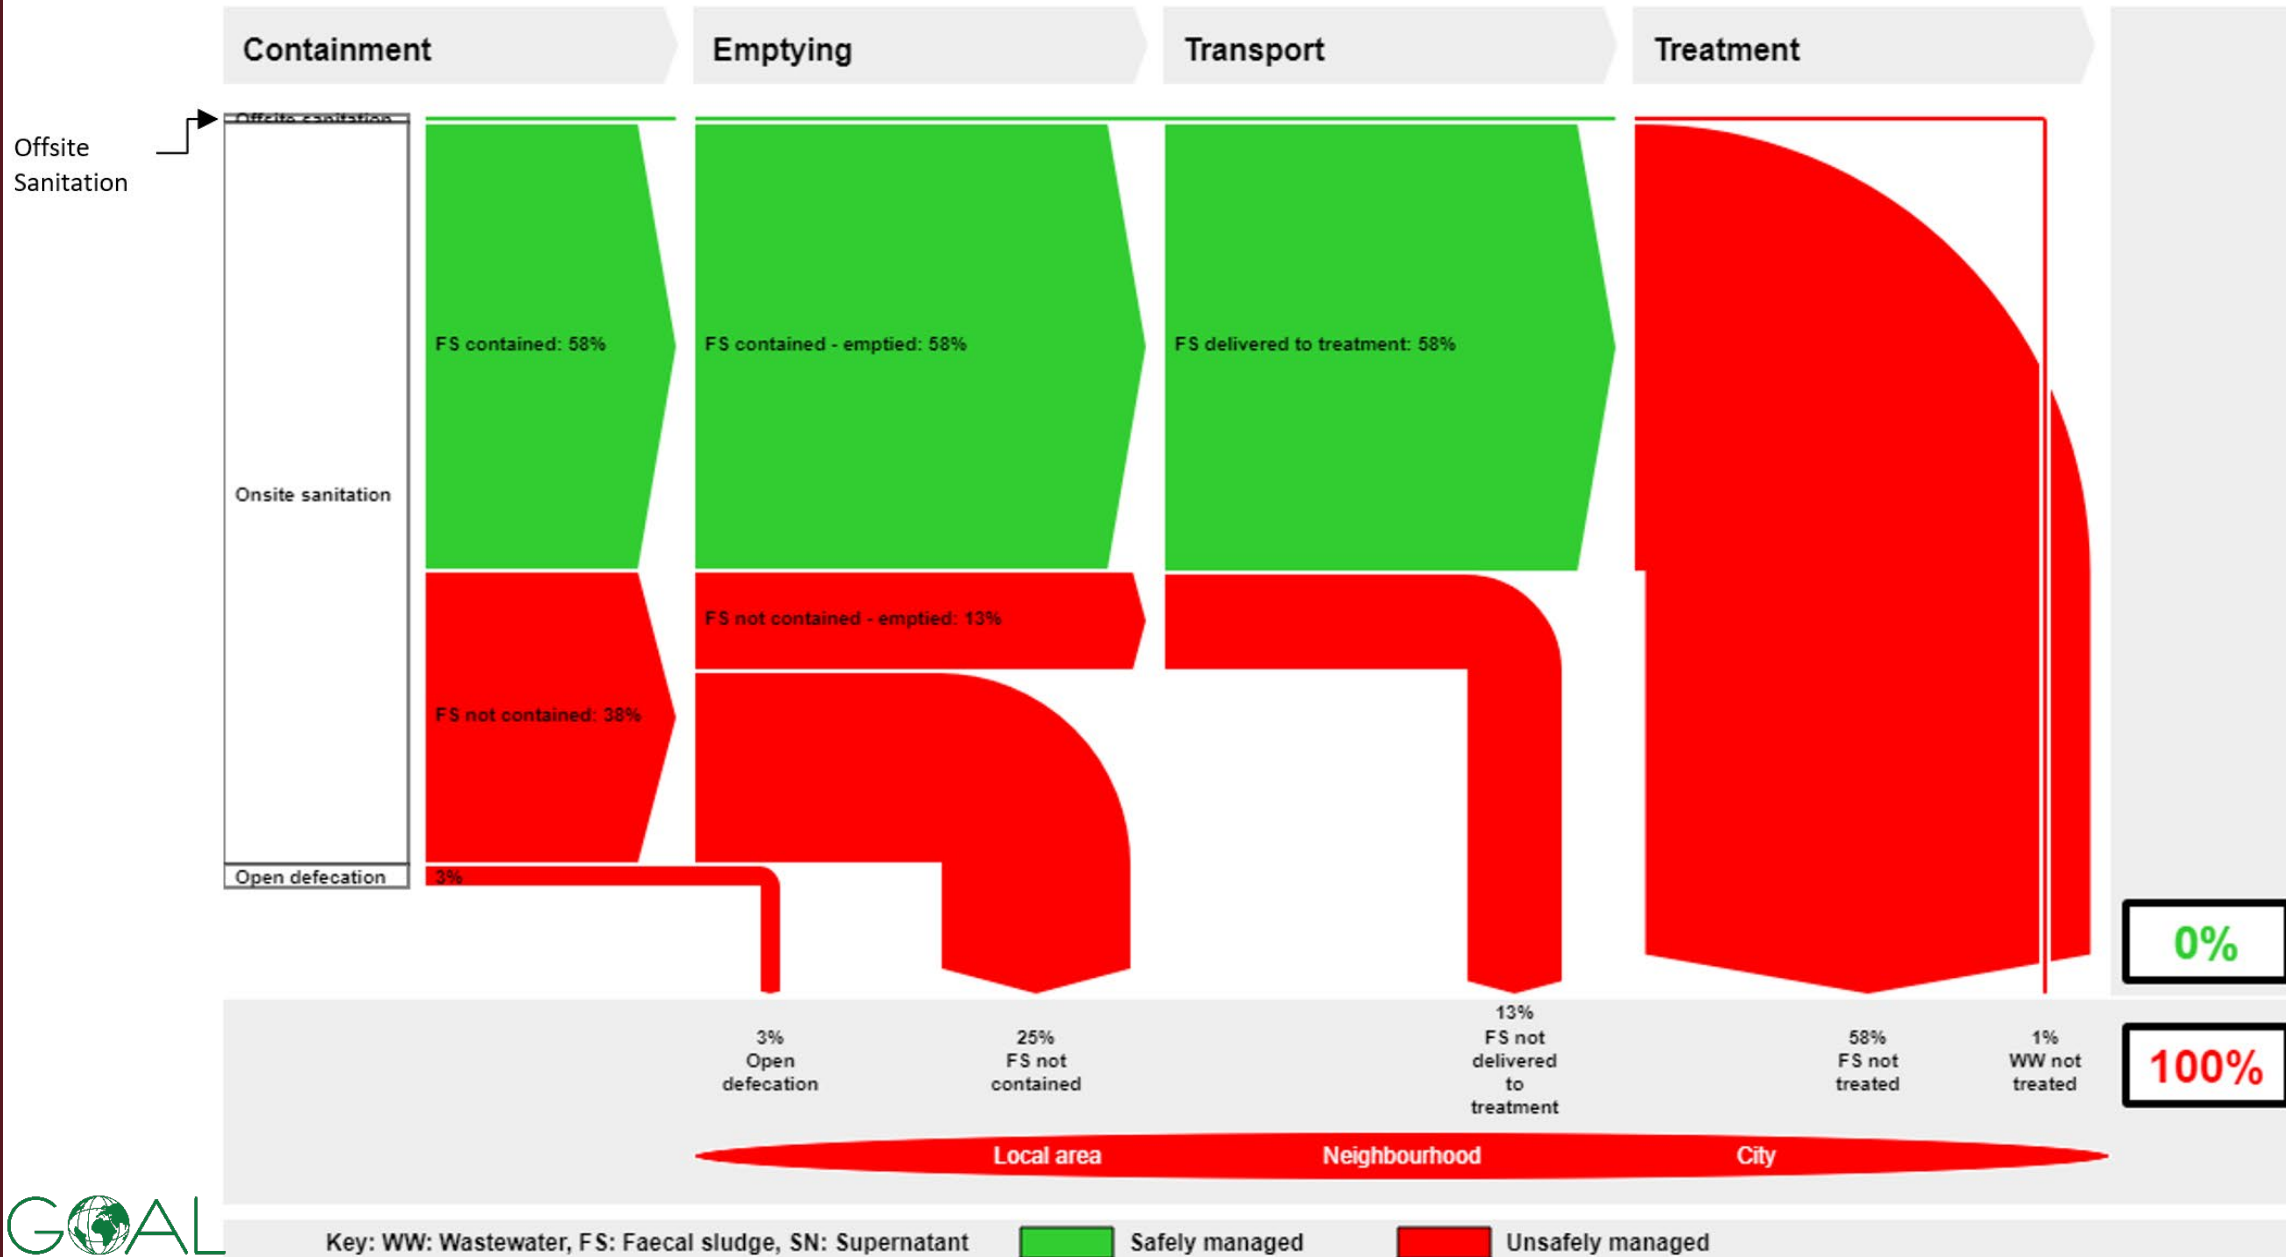 Containment
Emptying
Transport
Treatment
Offsite
Sanitation
Offsite sanitation
FS contained: 58%
FS contained - emptied: 58%
FS delivered to treatment: 58%
Onsite sanitation
FS not contained - emptied: 13%
FS not contained: 38%
Open defecation
3%
0%
3%
Open
defecation
25%
FS not
contained
13%
FS not
delivered
to
treatment
58%
FS not
treated
1%
WW not
treated
100%
Local area
Neighbourhood
City
GOAL
Key: WW: Wastewater, FS: Faecal sludge, SN: Supernatant
Safely managed
Unsafely managed